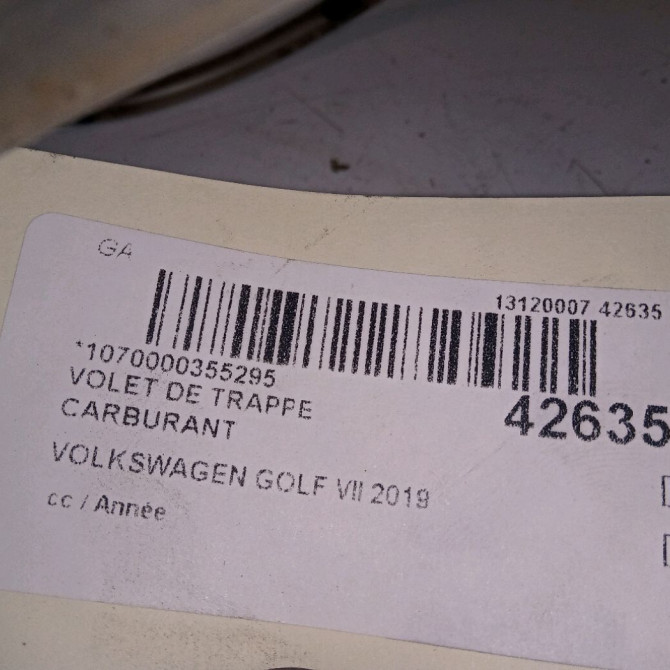 GA
13120007 42635
*1070000355295
VOLET DE TRAPPE
CARBURANT
42635
VOLKSWAGEN GOLF VII 2019
cc / Année